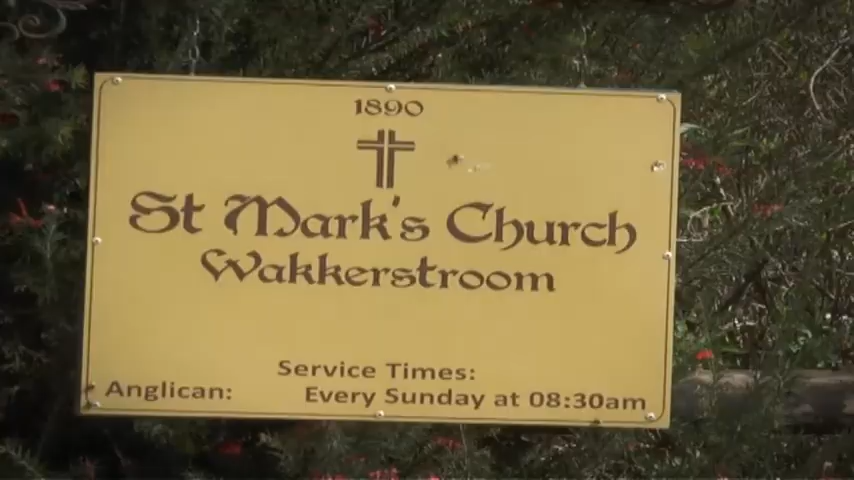 1890
St Mark's Church
Wakkerstroom
Service Times:
Anglican: Every Sunday at 08:30am